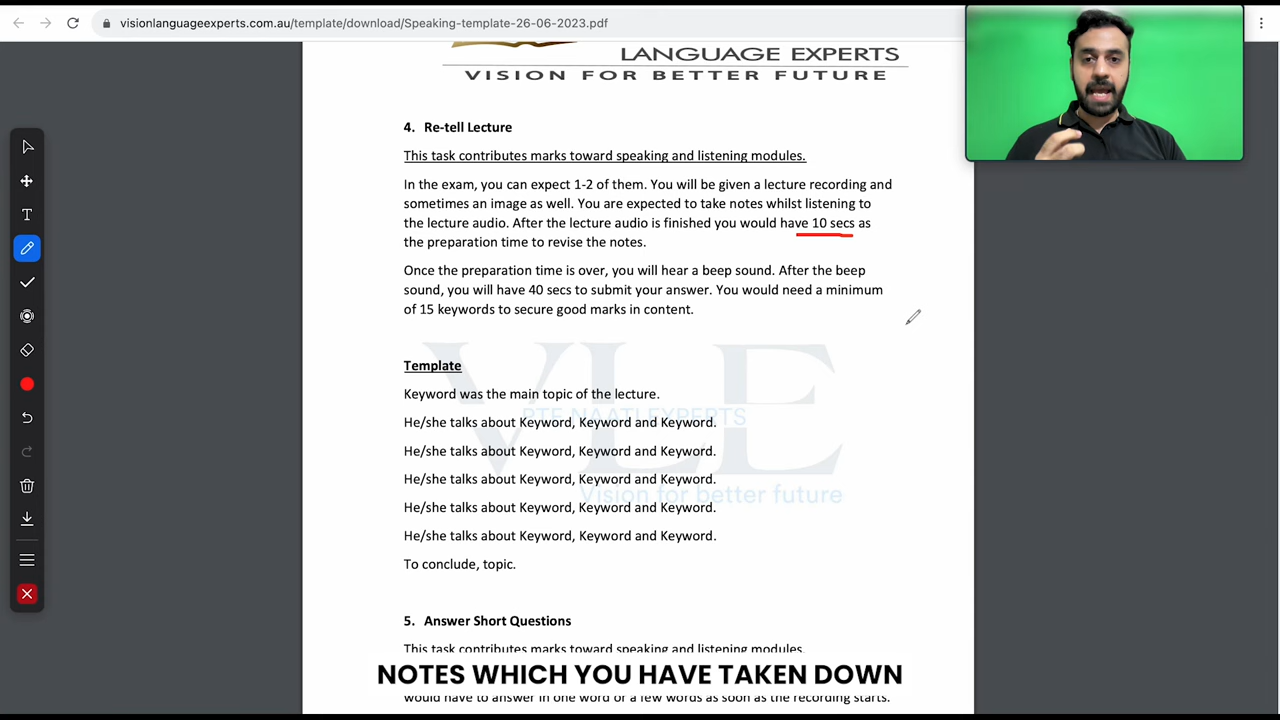 visionlanguageexperts.com.au/template/download/Speaking-template-26-06-2023.pdf
LANGUAGE EXPERTS
VISION FOR BETTER FUTURE
4. Re-tell Lecture
This task contributes marks toward speaking and listening modules.
In the exam, you can expect 1-2 of them. You will be given a lecture recording and
sometimes an image as well. You are expected to take notes whilst listening to
the lecture audio. After the lecture audio is finished you would have 10 secs as
the preparation time to revise the notes.
Once the preparation time is over, you will hear a beep sound. After the beep
sound, you will have 40 secs to submit your answer. You would need a minimum
of 15 keywords to secure good marks in content.
VLE
Template
Keyword was the main topic of the lecture.
PTE NAATI EXPERTS
He/she talks about Keyword, Keyword and Keyword.
He/she talks about Keyword, Keyword and Keyword.
He/she talks about Keyword, Keyword and Keyword.
Vision for better future
He/she talks about Keyword, Keyword and Keyword.
He/she talks about Keyword, Keyword and Keyword.
To conclude, topic.
5. Answer Short Questions
This task contributes marks toward speaking and listening modules.
NOTES WHICH YOU HAVE TAKEN DOWN
would have to answer in one word or a few words as soon as the recording starts.
T